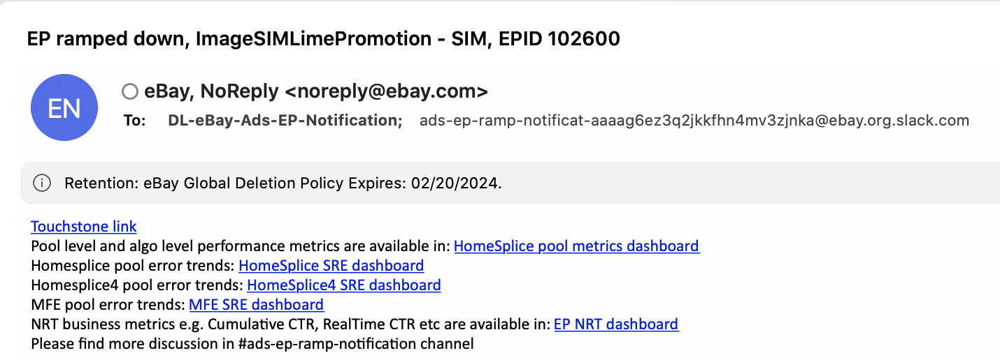 EP ramped down, ImageSIMLimePromotion - SIM, EPID 102600
EN
eBay, NoReply <noreply@ebay.com>
To: DL-eBay-Ads-EP-Notification; ads-ep-ramp-notificat-aaaag6ez3q2jkkfhn4mv3zjnka@ebay.org.slack.com
Retention: eBay Global Deletion Policy Expires: 02/20/2024.
Touchstone link
Pool level and algo level performance metrics are available in: HomeSplice pool metrics dashboard
Homesplice pool error trends: HomeSplice SRE dashboard
Homesplice4 pool error trends: HomeSplice4 SRE dashboard
MFE pool error trends: MFE SRE dashboard
NRT business metrics e.g. Cumulative CTR, RealTime CTR etc are available in: EP NRT dashboard
Please find more discussion in #ads-ep-ramp-notification channel